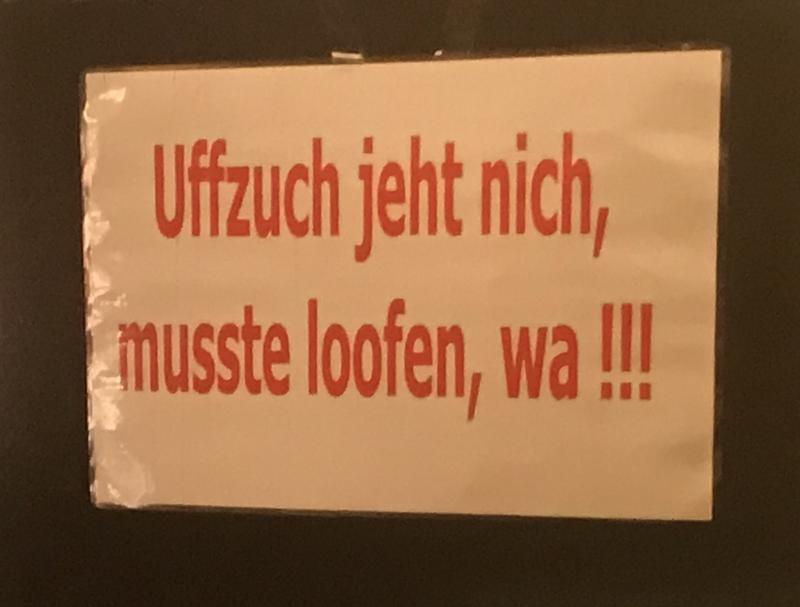 Uffzuch jeht nich,
musste loofen, wa !!!